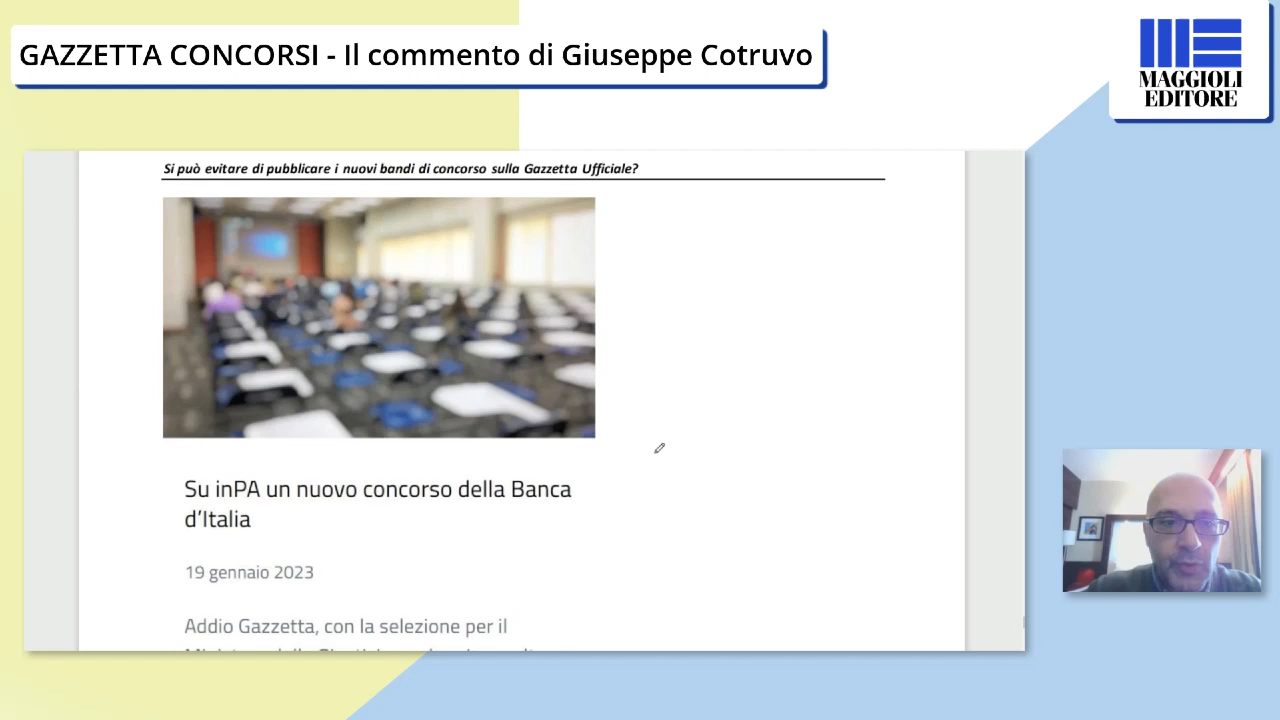 GAZZETTA CONCORSI - Il commento di Giuseppe Cotruvo
MAGGIOLI
EDITORE
Si può evitare di pubblicare i nuovi bandi di concorso sulla Gazzetta Ufficiale?
Su inPA un nuovo concorso della Banca
d'Italia
19 gennaio 2023
Addio Gazzetta, con la selezione per il